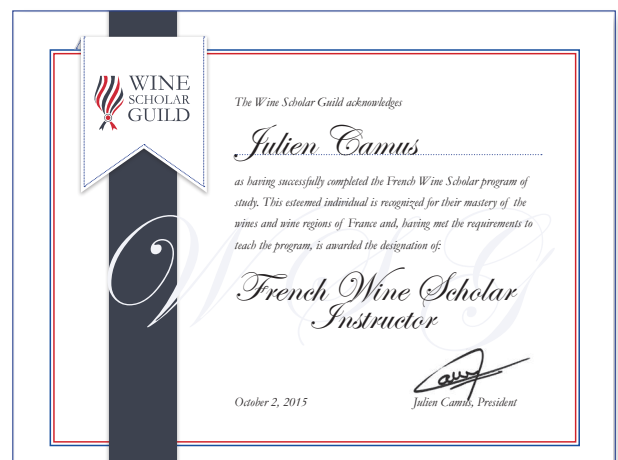 WINE
SCHOLAR
GUILD
The Wine Scholar Guild acknowledges
Julien Camus
as having successfully completed the French Wine Scholar program of
study. This esteemed individual is recognized for their mastery of the
wines and wine regions of France and, having met the requirements to
teach the program, is awarded the designation of:
WSG
French Wine Scholar
Instructor
Camus
October 2, 2015
Julien Camus, President